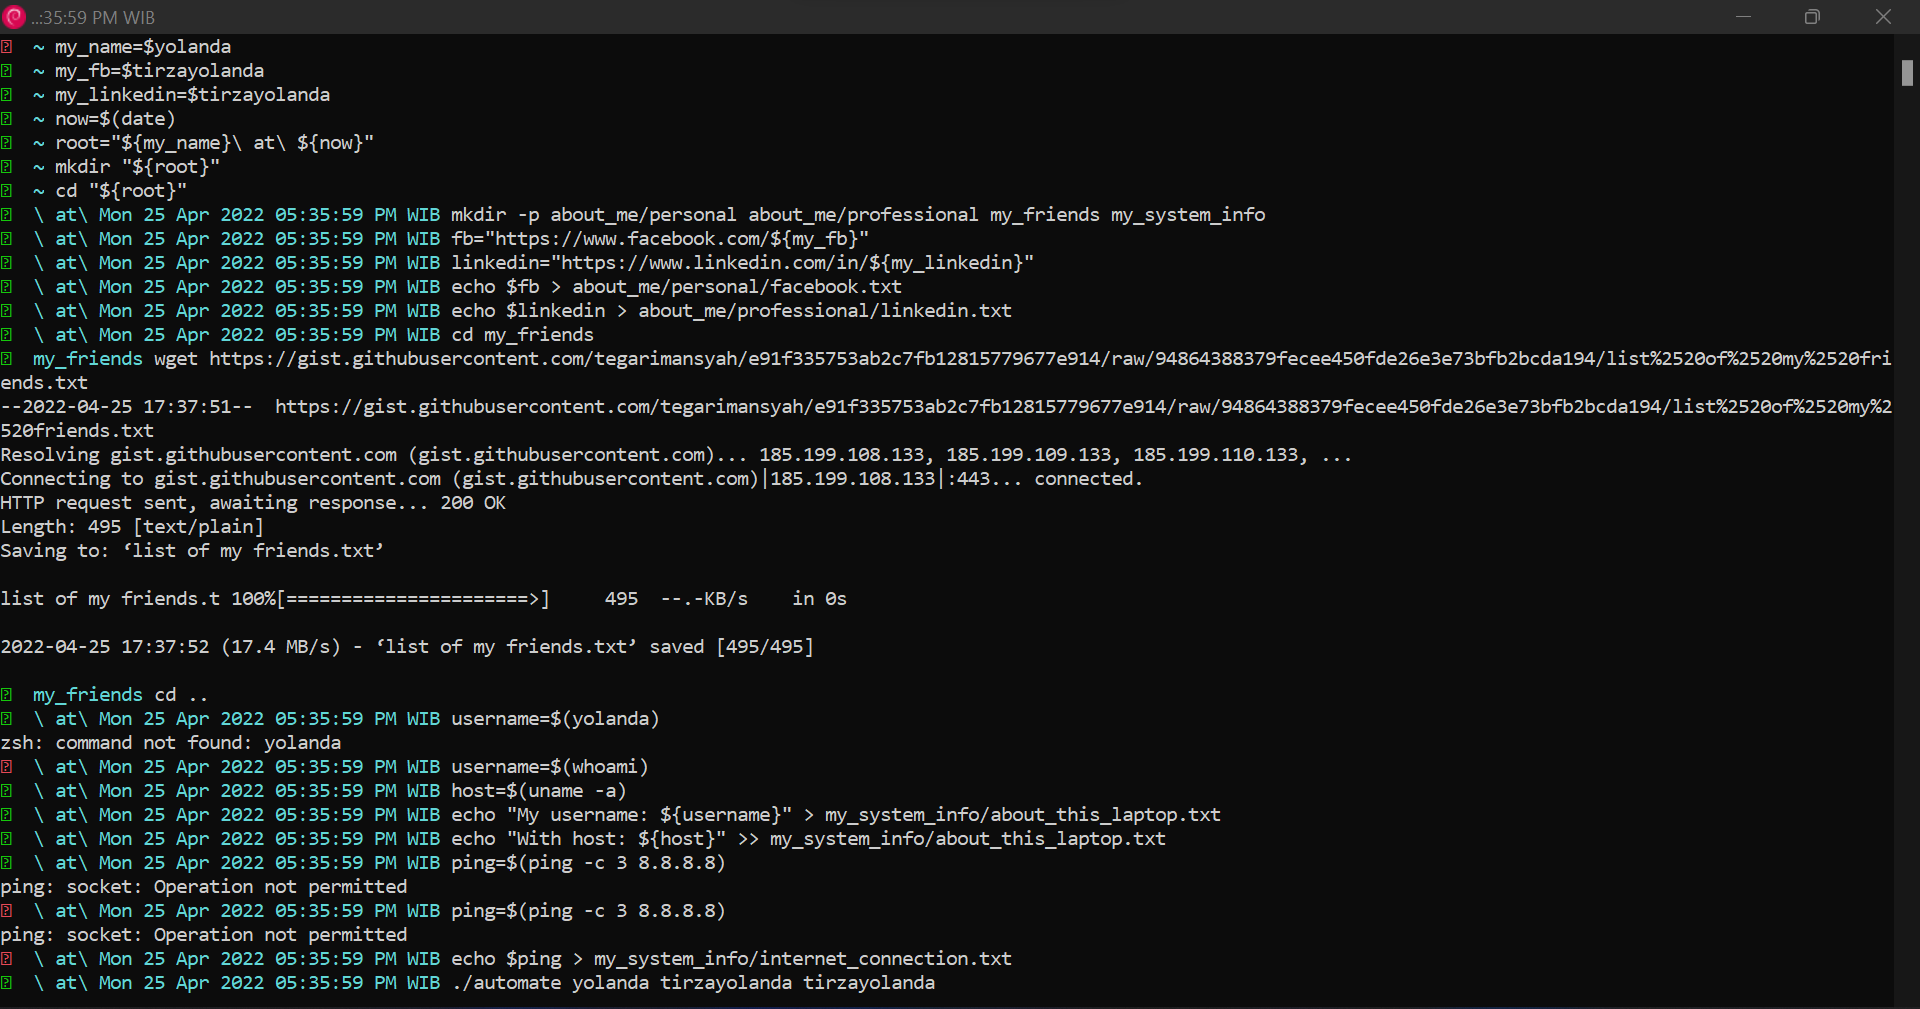 ..:35:59 PM WIB
~ my_name=$yolanda
~ my_fb=$tirzayolanda
~ my_linkedin=$tirzayolanda
~ now=$(date)
~ root="${my_name}\ at\ ${now}"
~ mkdir "${root}"
~ cd "${root}"
\ at\ Mon 25 Apr 2022 05:35:59 PM WIB mkdir -p about_me/personal about_me/professional my_friends my_system_info
\ at\ Mon 25 Apr 2022 05:35:59 PM WIB fb="https://www.facebook.com/${my_fb}"
\ at\ Mon 25 Apr 2022 05:35:59 PM WIB linkedin="https://www.linkedin.com/in/${my_linkedin}"
\ at\ Mon 25 Apr 2022 05:35:59 PM WIB echo $fb > about_me/personal/facebook.txt
\ at\ Mon 25 Apr 2022 05:35:59 PM WIB echo $linkedin > about_me/professional/linkedin.txt
\ at\ Mon 25 Apr 2022 05:35:59 PM WIB cd my_friends
my_friends wget https://gist.githubusercontent.com/tegarimansyah/e91f335753ab2c7fb12815779677e914/raw/94864388379fecee450fde26e3e73bfb2bcda194/list%2520of%2520my%2520fri
ends.txt
--2022-04-25 17:37:51--  https://gist.githubusercontent.com/tegarimansyah/e91f335753ab2c7fb12815779677e914/raw/94864388379fecee450fde26e3e73bfb2bcda194/list%2520of%2520my%2
520friends.txt
Resolving gist.githubusercontent.com (gist.githubusercontent.com)... 185.199.108.133, 185.199.109.133, 185.199.110.133, ...
Connecting to gist.githubusercontent.com (gist.githubusercontent.com)|185.199.108.133|:443... connected.
HTTP request sent, awaiting response... 200 OK
Length: 495 [text/plain]
Saving to: ‘list of my friends.txt’
list of my friends.t 100%[======================>]     495  --.-KB/s    in 0s
2022-04-25 17:37:52 (17.4 MB/s) - ‘list of my friends.txt’ saved [495/495]
my_friends cd ..
\ at\ Mon 25 Apr 2022 05:35:59 PM WIB username=$(yolanda)
zsh: command not found: yolanda
\ at\ Mon 25 Apr 2022 05:35:59 PM WIB username=$(whoami)
\ at\ Mon 25 Apr 2022 05:35:59 PM WIB host=$(uname -a)
\ at\ Mon 25 Apr 2022 05:35:59 PM WIB echo "My username: ${username}" > my_system_info/about_this_laptop.txt
\ at\ Mon 25 Apr 2022 05:35:59 PM WIB echo "With host: ${host}" >> my_system_info/about_this_laptop.txt
\ at\ Mon 25 Apr 2022 05:35:59 PM WIB ping=$(ping -c 3 8.8.8.8)
ping: socket: Operation not permitted
\ at\ Mon 25 Apr 2022 05:35:59 PM WIB ping=$(ping -c 3 8.8.8.8)
ping: socket: Operation not permitted
\ at\ Mon 25 Apr 2022 05:35:59 PM WIB echo $ping > my_system_info/internet_connection.txt
\ at\ Mon 25 Apr 2022 05:35:59 PM WIB ./automate yolanda tirzayolanda tirzayolanda